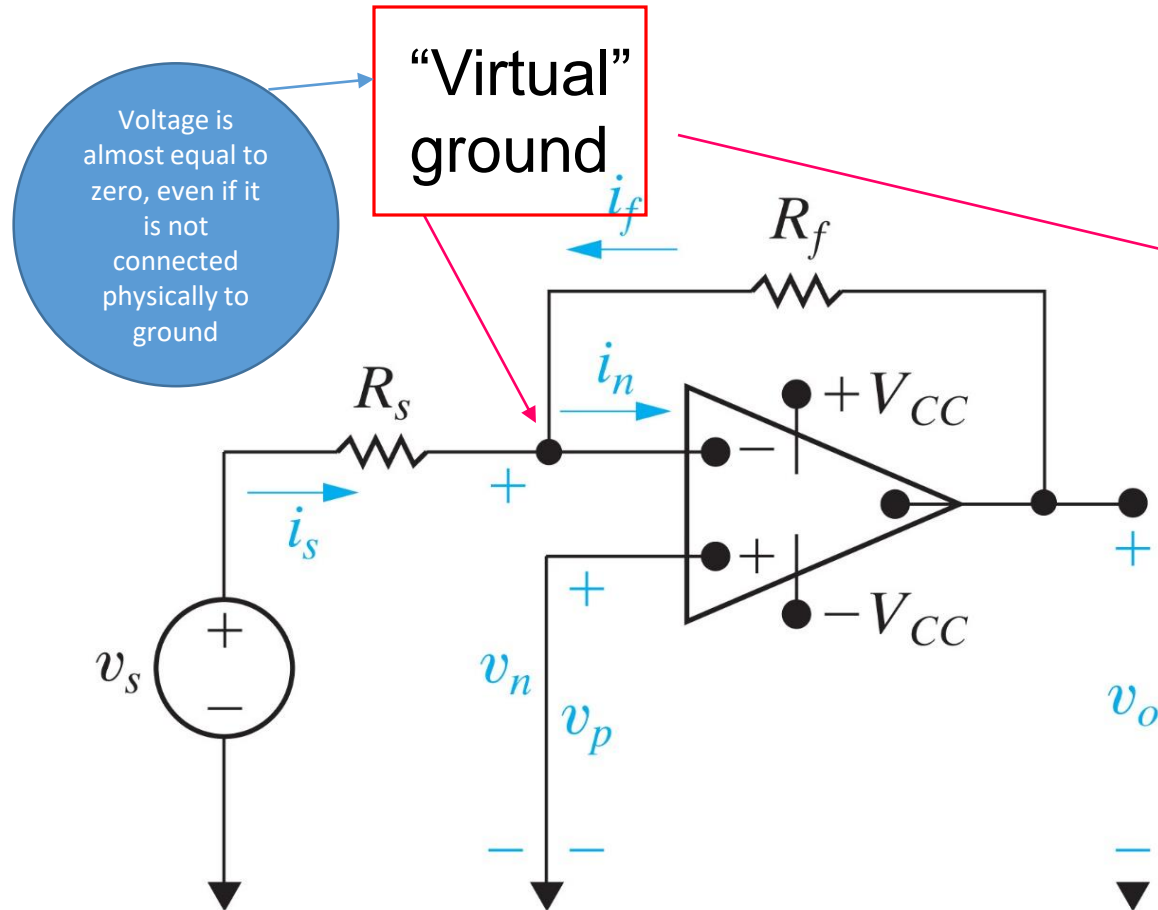 Voltage is
almost equal to
zero, even if it
is not
connected
physically to
ground
“Virtual”
ground
i_f
R_f
R_s
i_n
+V_CC
−
+
i_s
+
+
−V_CC
+
+
−
v_s
v_n
v_p
v_o
−
−
−